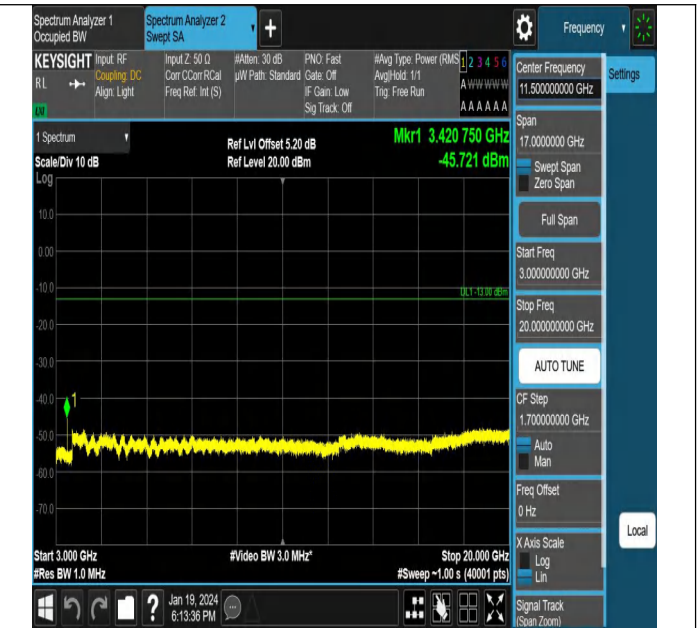 Spectrum Analyzer 1
Occupied BW
Spectrum Analyzer 2
Swept SA
Frequency
KEYSIGHT
RL
Input: RF
Coupling: DC
Align: Light
Input Z: 50 Ω
Corr CCorr RCal
Freq Ref: Int (S)
#Atten: 30 dB
µW Path: Standard
PNO: Fast
Gate: Off
IF Gain: Low
Sig Track: Off
#Avg Type: Power (RMS
Avg|Hold: 1/1
Trig: Free Run
1 2 3 4 5 6
A W W W W W
A A A A A A
1 Spectrum
Scale/Div 10 dB
Log
Ref Lvl Offset 5.20 dB
Ref Level 20.00 dBm
Mkr1 3.420 750 GHz
-45.721 dBm
10.0
0.00
-10.0
-20.0
-30.0
-40.0
-50.0
-60.0
-70.0
DL1 -13.00 dBm
1
Start 3.000 GHz
#Res BW 1.0 MHz
#Video BW 3.0 MHz*
Stop 20.000 GHz
#Sweep ~1.00 s (40001 pts)
Jan 19, 2024
6:13:36 PM
Center Frequency
11.500000000 GHz
Settings
Span
17.0000000 GHz
Swept Span
Zero Span
Full Span
Start Freq
3.000000000 GHz
Stop Freq
20.000000000 GHz
AUTO TUNE
CF Step
1.700000000 GHz
Auto
Man
Freq Offset
0 Hz
X Axis Scale
Log
Lin
Signal Track
(Span Zoom)
Local